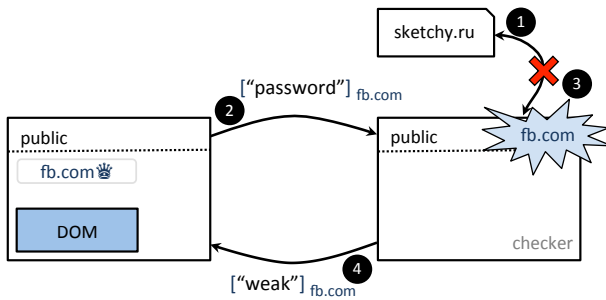 1
sketchy.ru
3
[“password”] fb.com
2
public
public
fb.com
fb.com
DOM
checker
4
[“weak”] fb.com